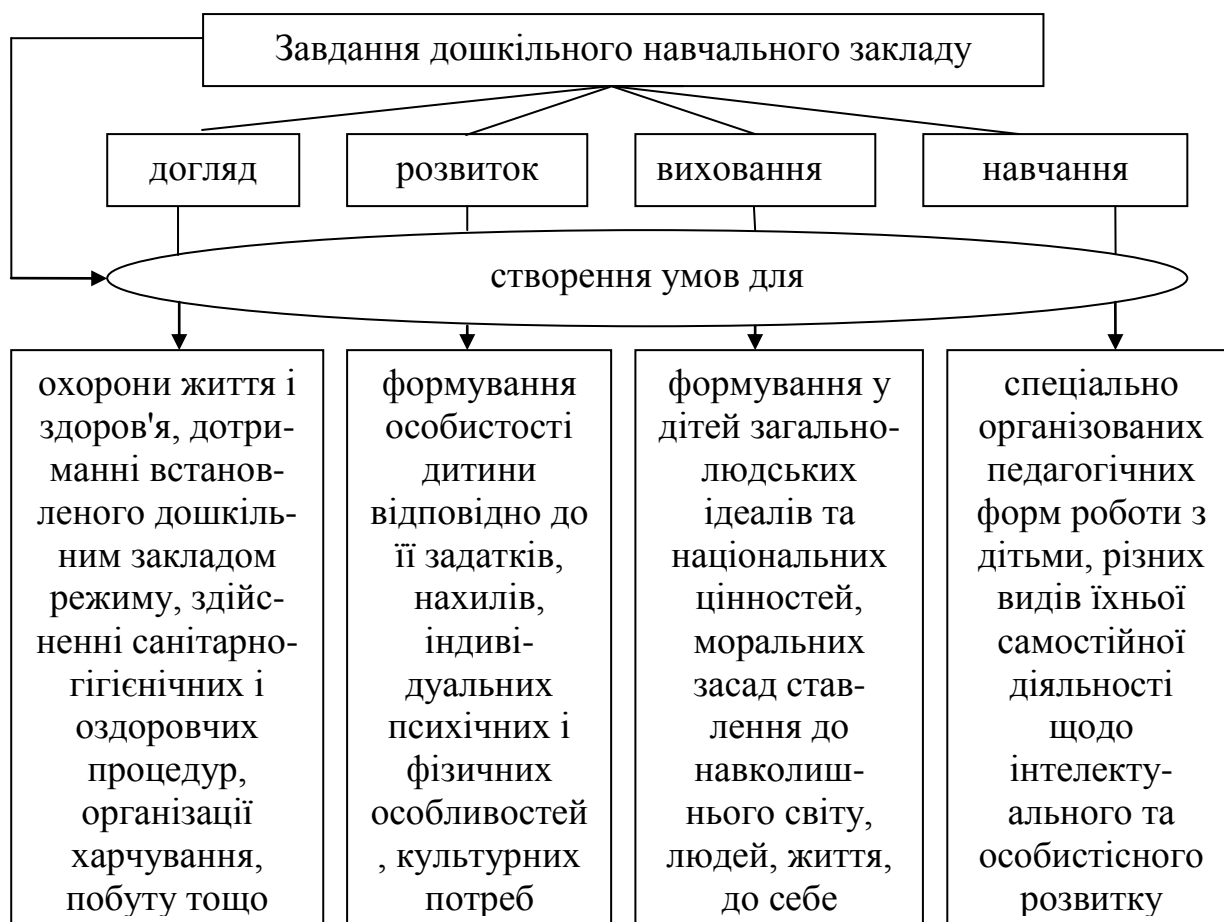 Завдання дошкільного навчального закладу
догляд
розвиток
виховання
навчання
створення умов для
охорони життя і
здоров'я, дотри-
манні встанов-
леного дошкіль-
ним закладом
режиму, здійс-
ненні санітарно-
гігієнічних і
оздоровчих
процедур,
організації
харчування,
побуту тощо
формування
особистості
дитини
відповідно до
її задатків,
нахилів,
індиві-
дуальних
психічних і
фізичних
особливостей
, культурних
потреб
формування у
дітей загально-
людських
ідеалів та
національних
цінностей,
моральних
засад став-
лення до
навколиш-
нього світу,
людей, життя,
до себе
спеціально
організованих
педагогічних
форм роботи з
дітьми, різних
видів їхньої
самостійної
діяльності
щодо
інтелекту-
ального та
особистісного
розвитку